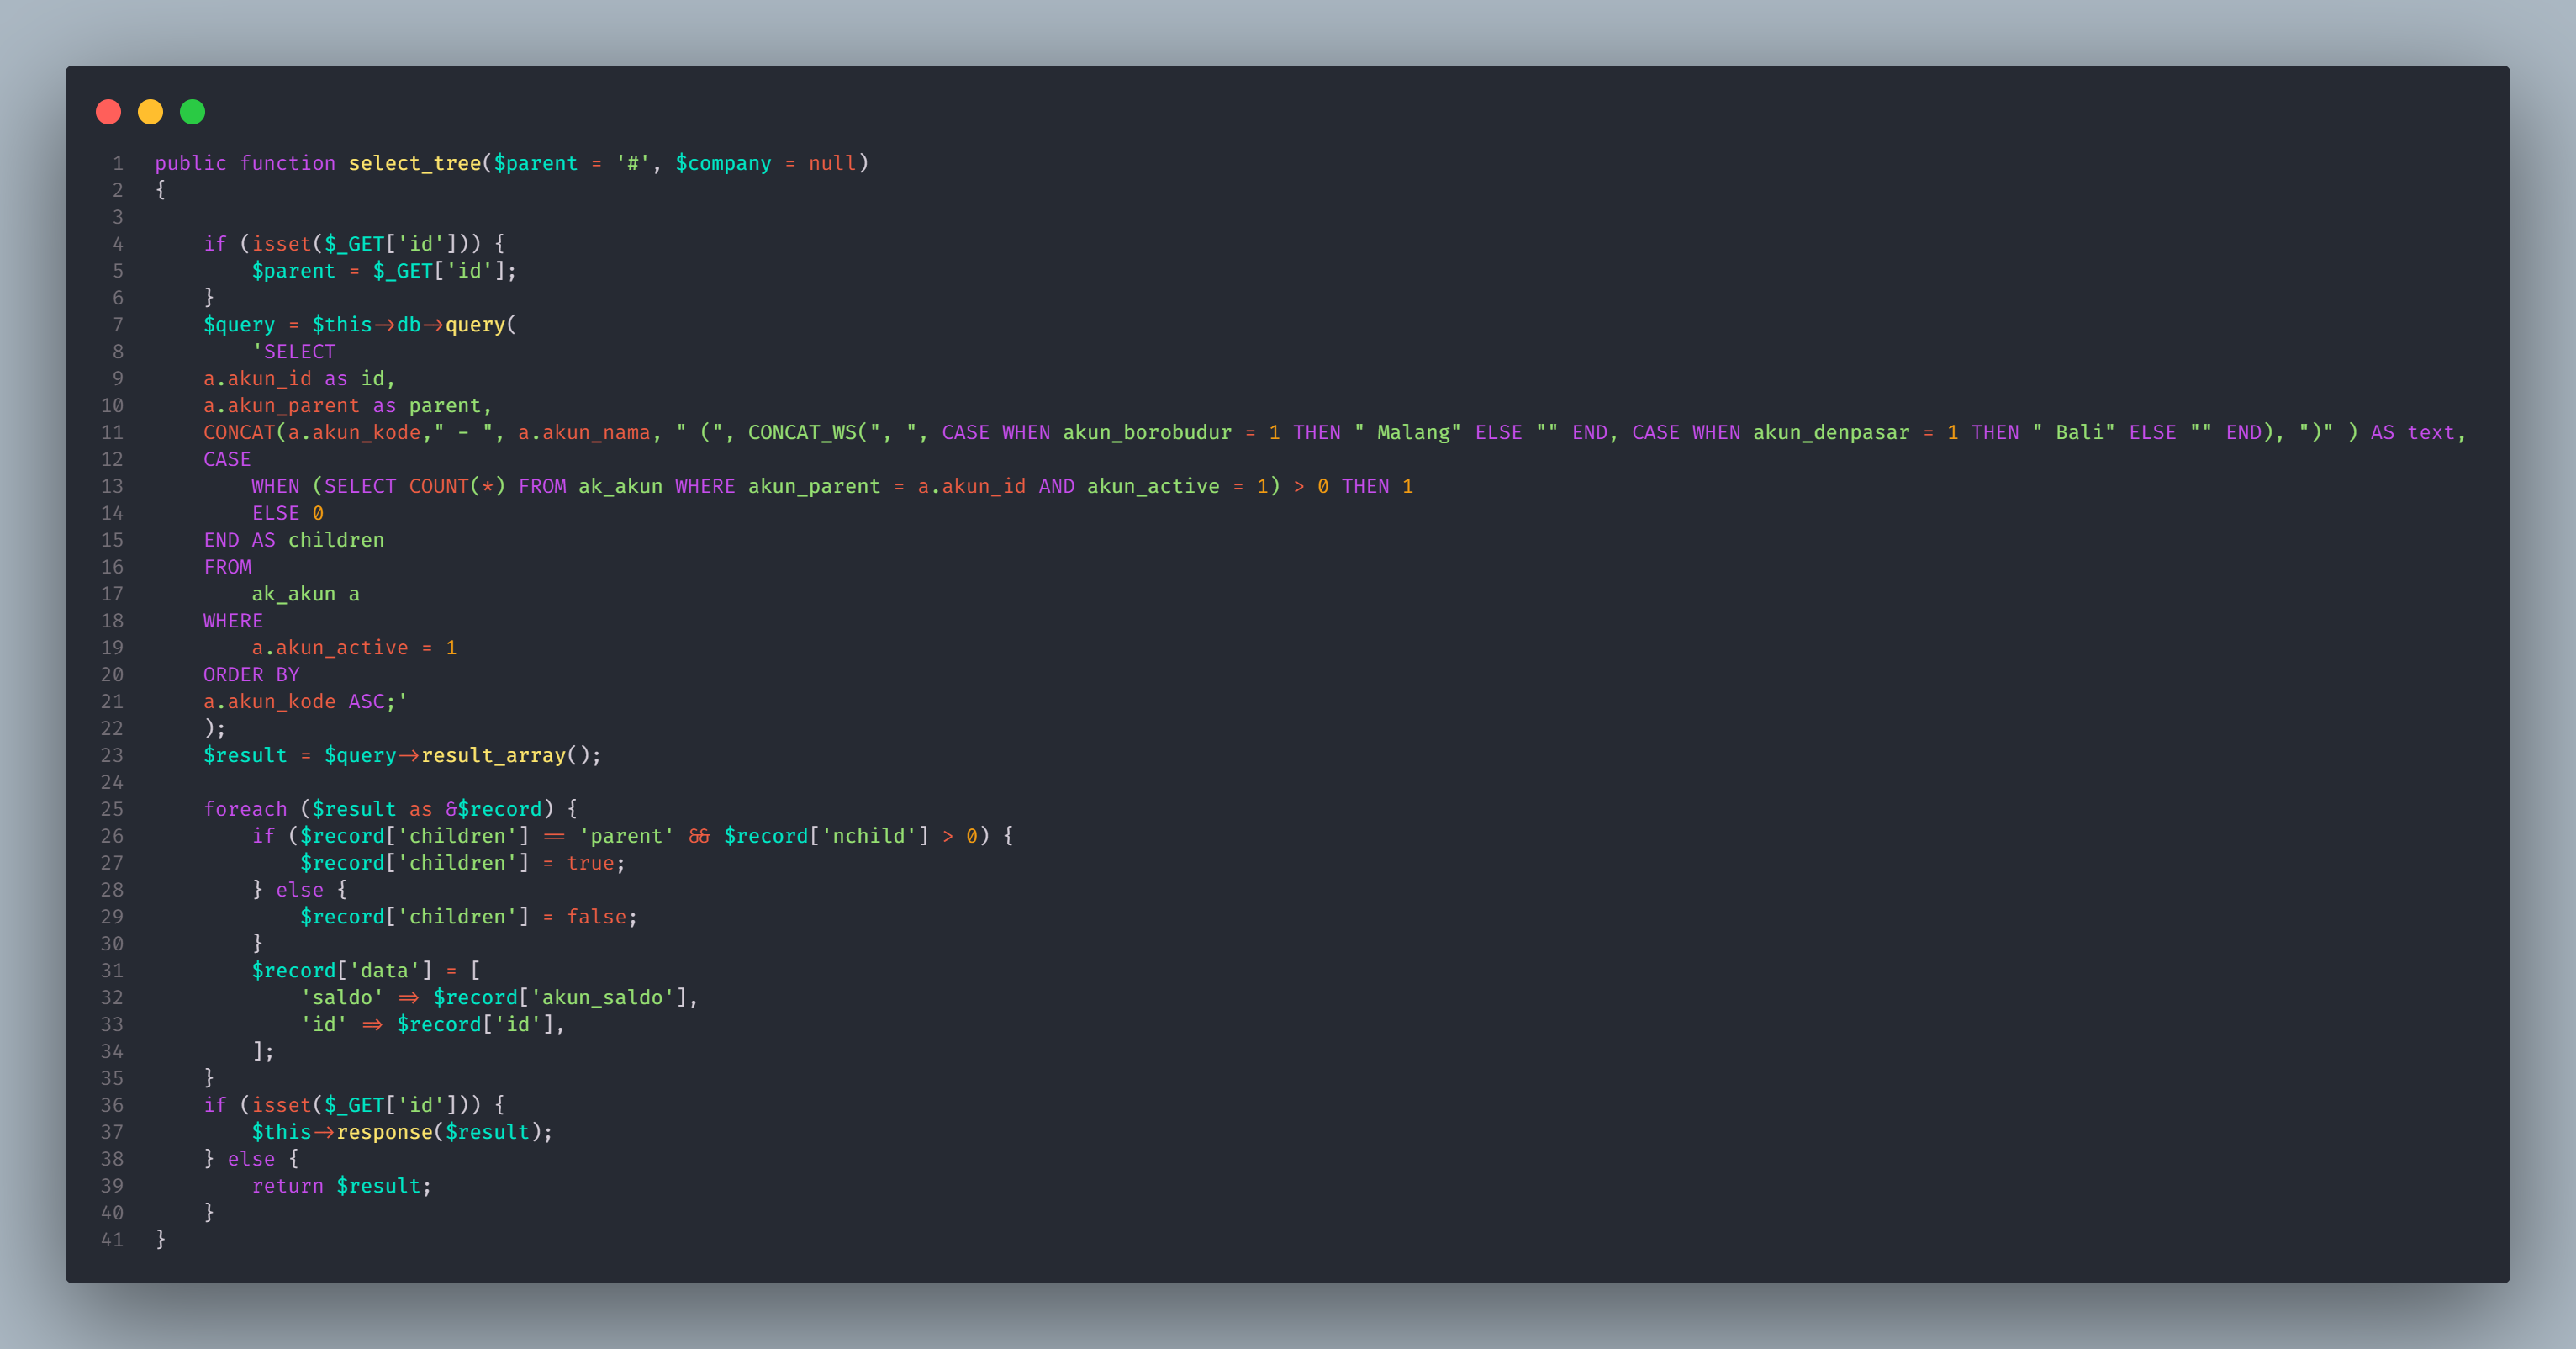 1 public function select_tree($parent = '#', $company = null)
2 {
3
4     if (isset($_GET['id'])) {
5         $parent = $_GET['id'];
6     }
7     $query = $this->db->query(
8         'SELECT
9     a.akun_id as id,
10     a.akun_parent as parent,
11     CONCAT(a.akun_kode," - ", a.akun_nama, " (", CONCAT_WS(", ", CASE WHEN akun_borobudur = 1 THEN " Malang" ELSE "" END, CASE WHEN akun_denpasar = 1 THEN " Bali" ELSE "" END), ")" ) AS text,
12     CASE
13         WHEN (SELECT COUNT(*) FROM ak_akun WHERE akun_parent = a.akun_id AND akun_active = 1) > 0 THEN 1
14         ELSE 0
15     END AS children
16     FROM
17         ak_akun a
18     WHERE
19         a.akun_active = 1
20     ORDER BY
21     a.akun_kode ASC;'
22     );
23     $result = $query->result_array();
24
25     foreach ($result as &$record) {
26         if ($record['children'] == 'parent' && $record['nchild'] > 0) {
27             $record['children'] = true;
28         } else {
29             $record['children'] = false;
30         }
31         $record['data'] = [
32             'saldo' => $record['akun_saldo'],
33             'id' => $record['id'],
34         ];
35     }
36     if (isset($_GET['id'])) {
37         $this->response($result);
38     } else {
39         return $result;
40     }
41 }